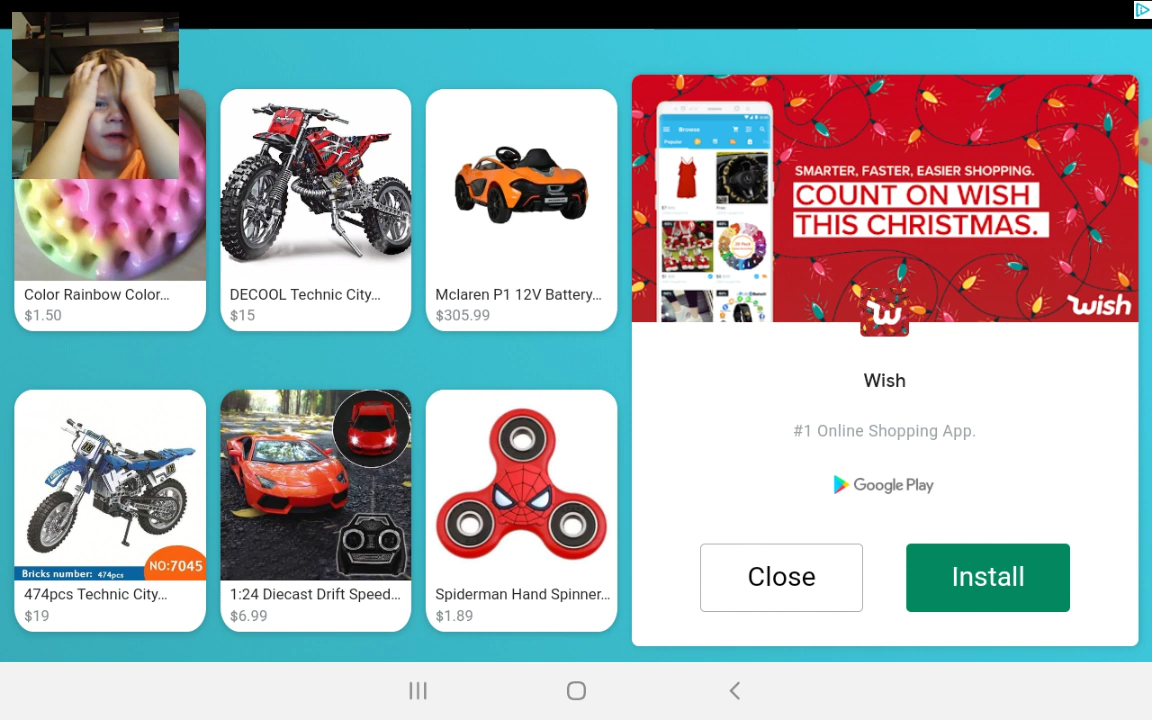 Color Rainbow Color...
$1.50
DECOOL Technic City...
$15
Mclaren P1 12V Battery...
$305.99
NO:7045
Bricks number: 474pcs
474pcs Technic City...
$19
1:24 Diecast Drift Speed...
$6.99
Spiderman Hand Spinner...
$1.89
Browse
Popular
SMARTER, FASTER, EASIER SHOPPING.
COUNT ON WISH
THIS CHRISTMAS.
wish
W
Wish
#1 Online Shopping App.
Google Play
Close
Install